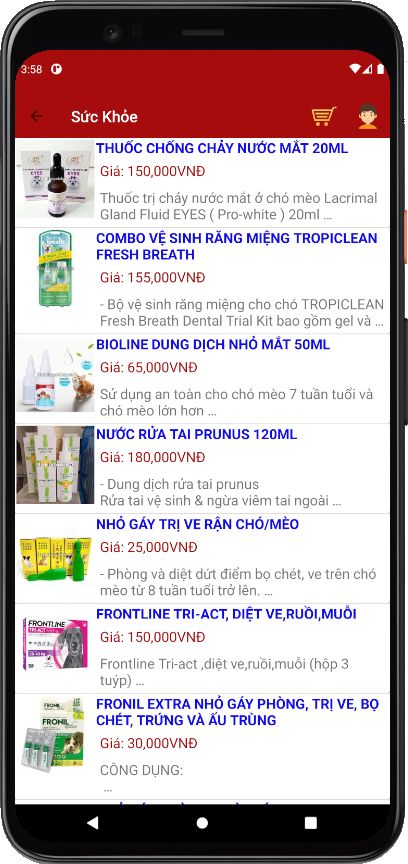 3:58
Sức Khỏe
THUỐC CHỐNG CHẢY NƯỚC MẮT 20ML
Giá: 150,000VNĐ
Thuốc trị chảy nước mắt ở chó mèo Lacrimal
Gland Fluid EYES ( Pro-white ) 20ml ...
COMBO VỆ SINH RĂNG MIỆNG TROPICLEAN
FRESH BREATH
Giá: 155,000VNĐ
- Bộ vệ sinh răng miệng cho chó TROPICLEAN
Fresh Breath Dental Trial Kit bao gồm gel và ...
BIOLINE DUNG DỊCH NHỎ MẮT 50ML
Giá: 65,000VNĐ
Sử dụng an toàn cho chó mèo 7 tuần tuổi và
chó mèo lớn hơn ...
NƯỚC RỬA TAI PRUNUS 120ML
Giá: 180,000VNĐ
- Dung dịch rửa tai prunus
Rửa tai vệ sinh & ngừa viêm tai ngoài ...
NHỎ GÁY TRỊ VE RẬN CHÓ/MÈO
Giá: 25,000VNĐ
- Phòng và diệt dứt điểm bọ chét, ve trên chó
mèo từ 8 tuần tuổi trở lên. ...
FRONTLINE TRI-ACT, DIỆT VE,RUỒI,MUỖI
Giá: 150,000VNĐ
Frontline Tri-act ,diệt ve,ruồi,muỗi (hộp 3
tuýp) ...
FRONTLINE
TRI-ACT
FRONIL EXTRA NHỎ GÁY PHÒNG, TRỊ VE, BỌ
CHÉT, TRỨNG VÀ ẤU TRÙNG
Giá: 30,000VNĐ
CÔNG DỤNG:
...
FRONIL